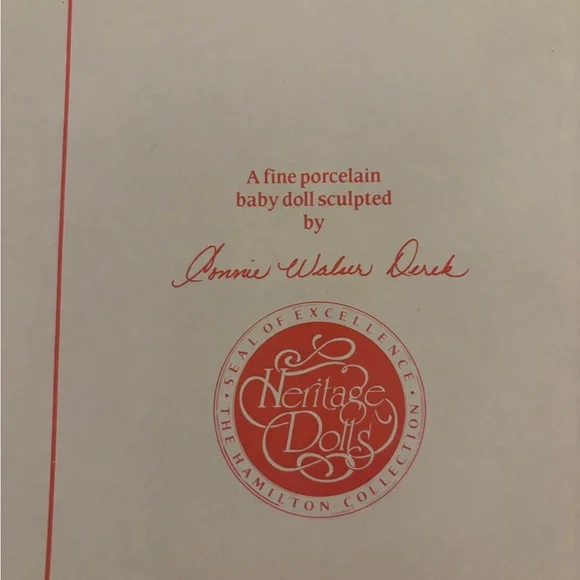 A fine porcelain
baby doll sculpted
by
Connie Walser Derek
SEAL OF EXCELLENCE
Heritage
Dolls
THE HAMILTON COLLECTION